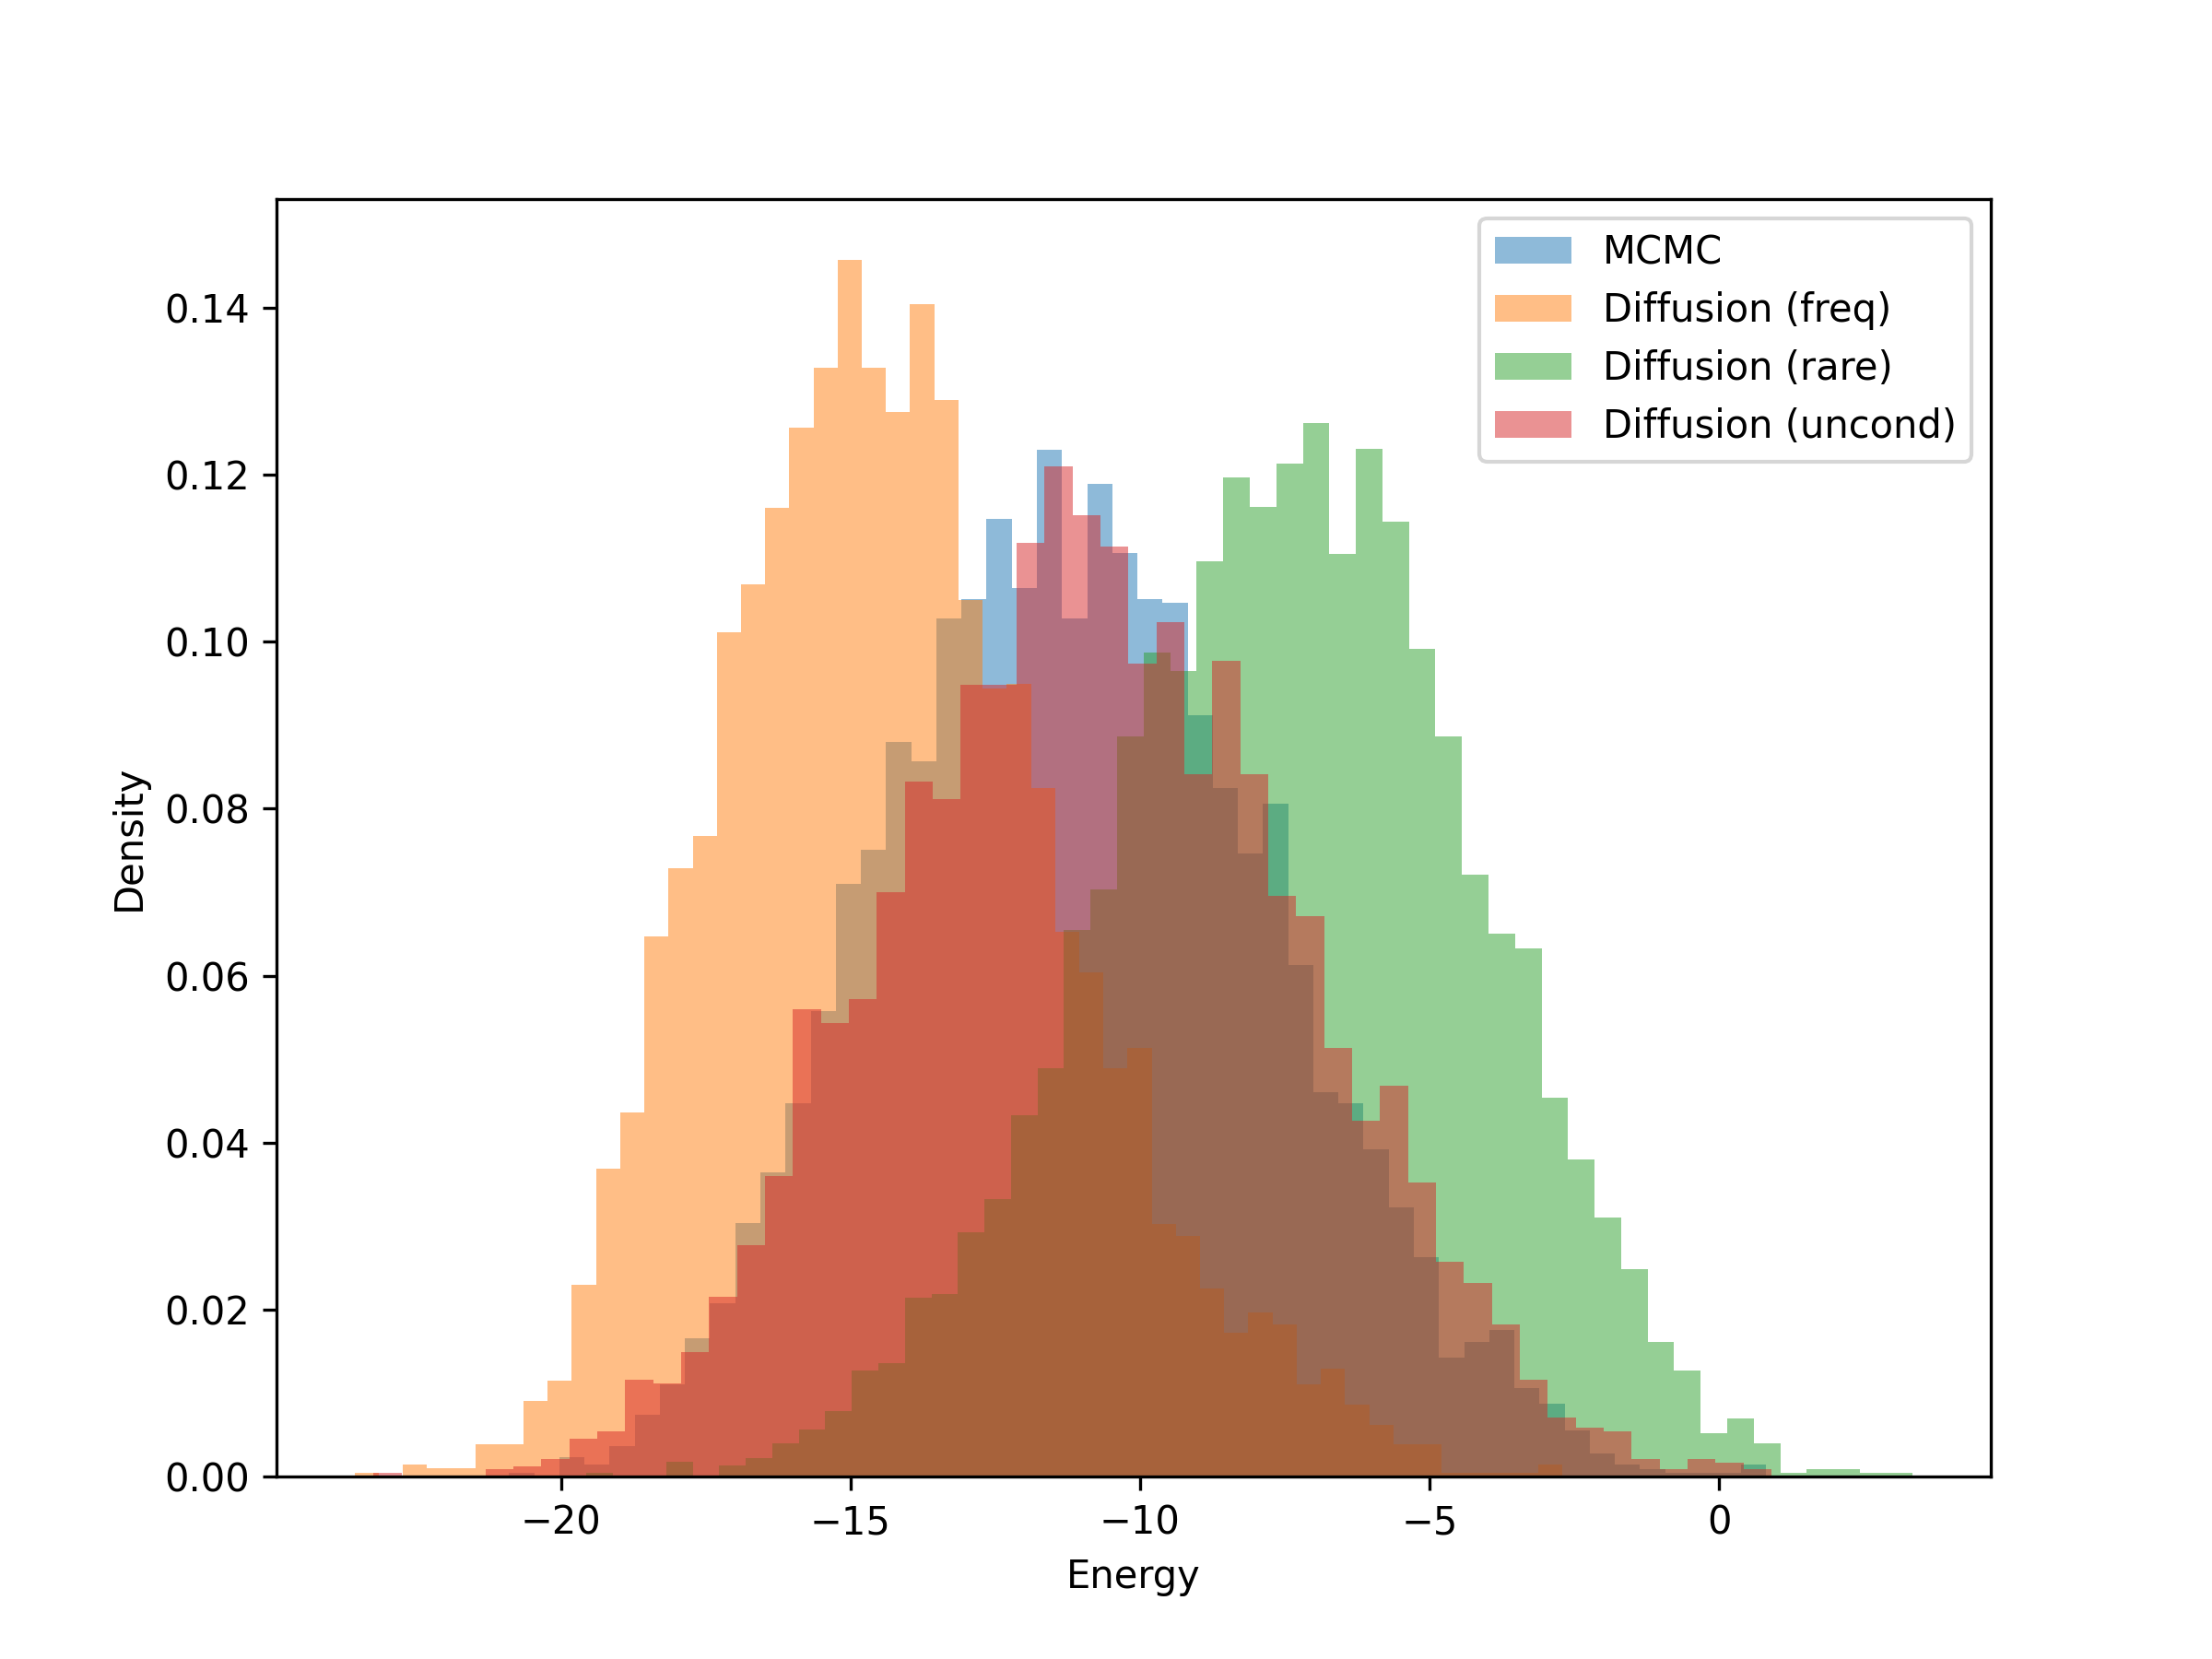 MCMC
Diffusion (freq)
Diffusion (rare)
Diffusion (uncond)
0.14
0.12
0.10
0.08
0.06
0.04
0.02
0.00
Density
−20 −15 −10 −5 0
Energy